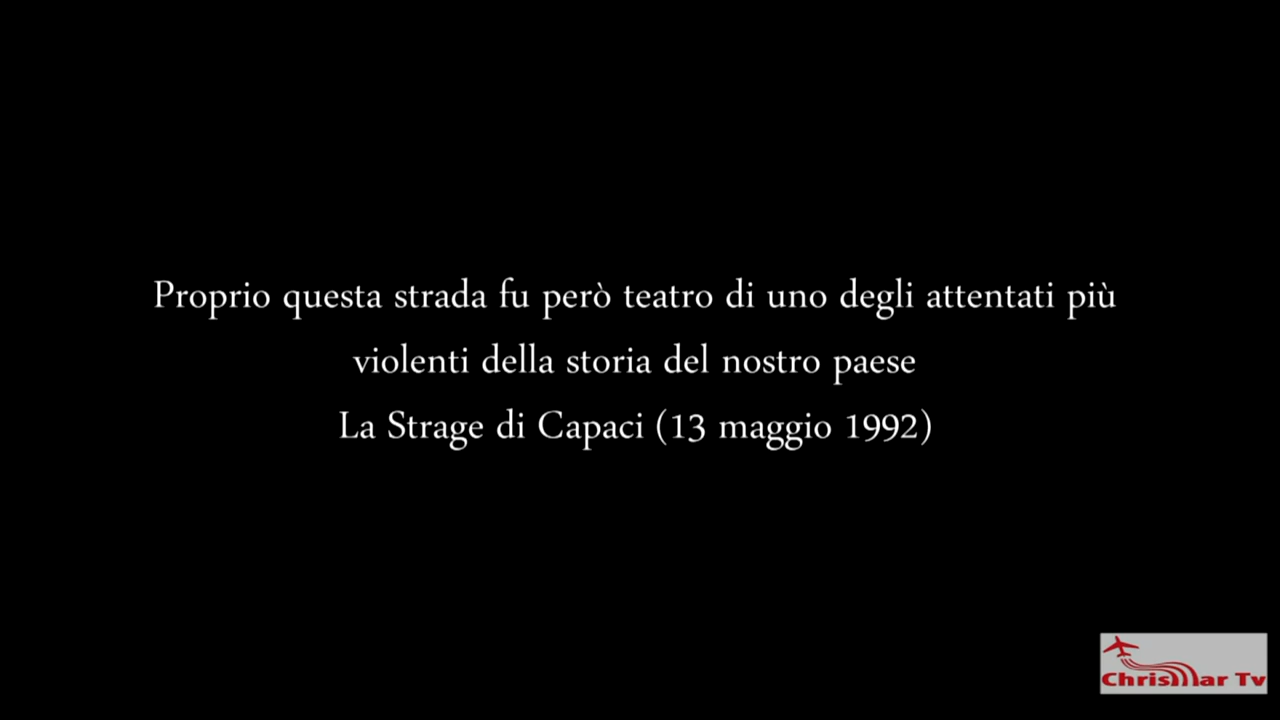 Proprio questa strada fu però teatro di uno degli attentati più
violenti della storia del nostro paese
La Strage di Capaci (13 maggio 1992)
ChrisMar Tv